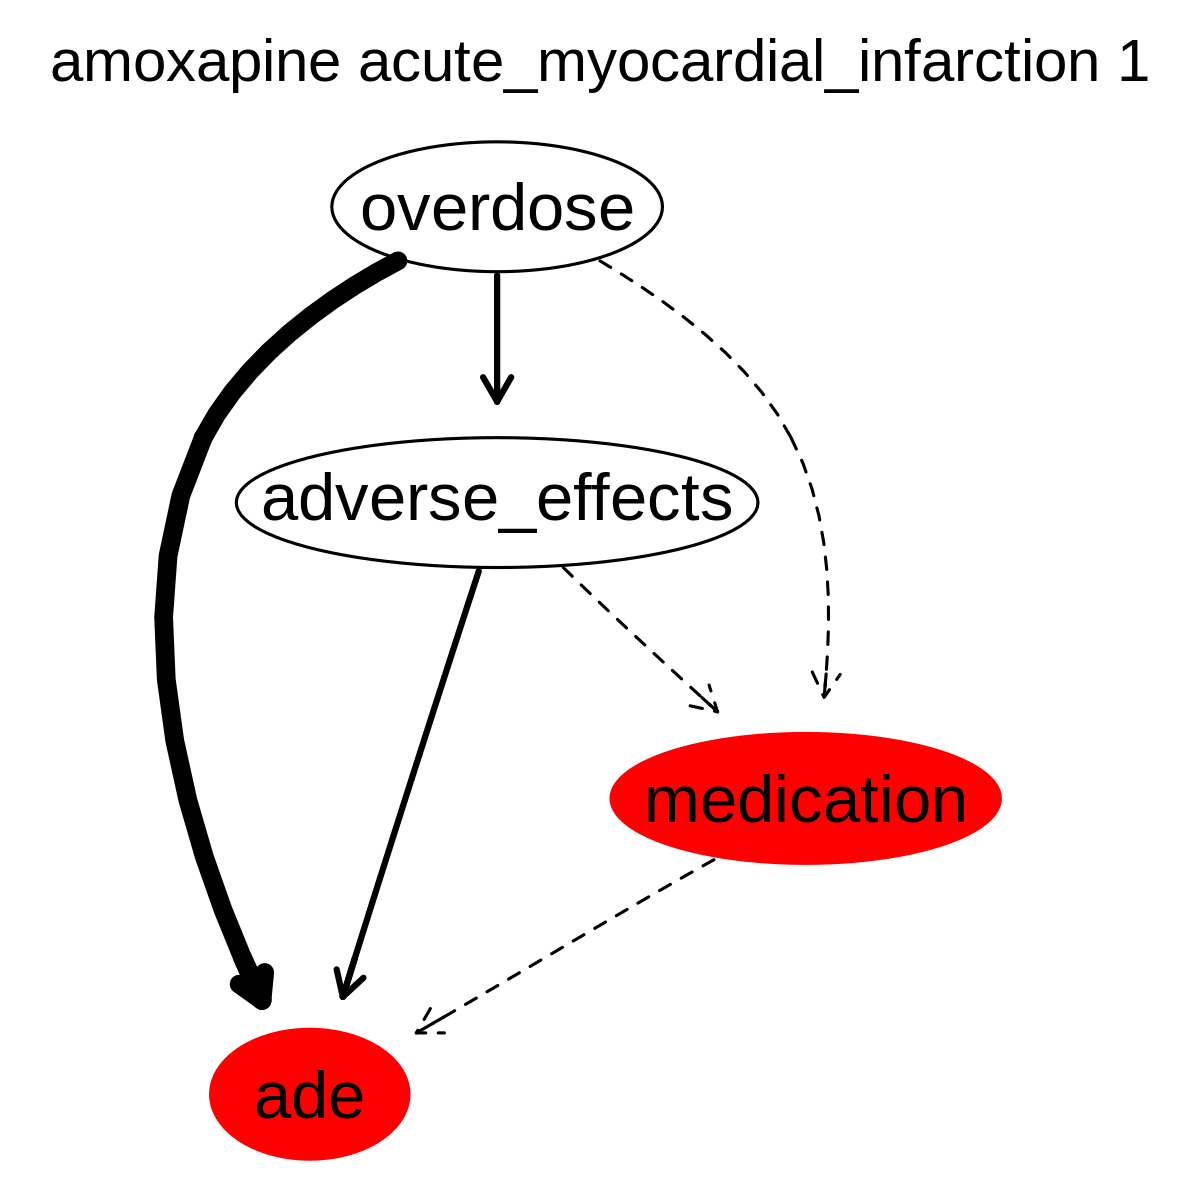 amoxapine acute_myocardial_infarction 1
overdose
adverse_effects
medication
ade